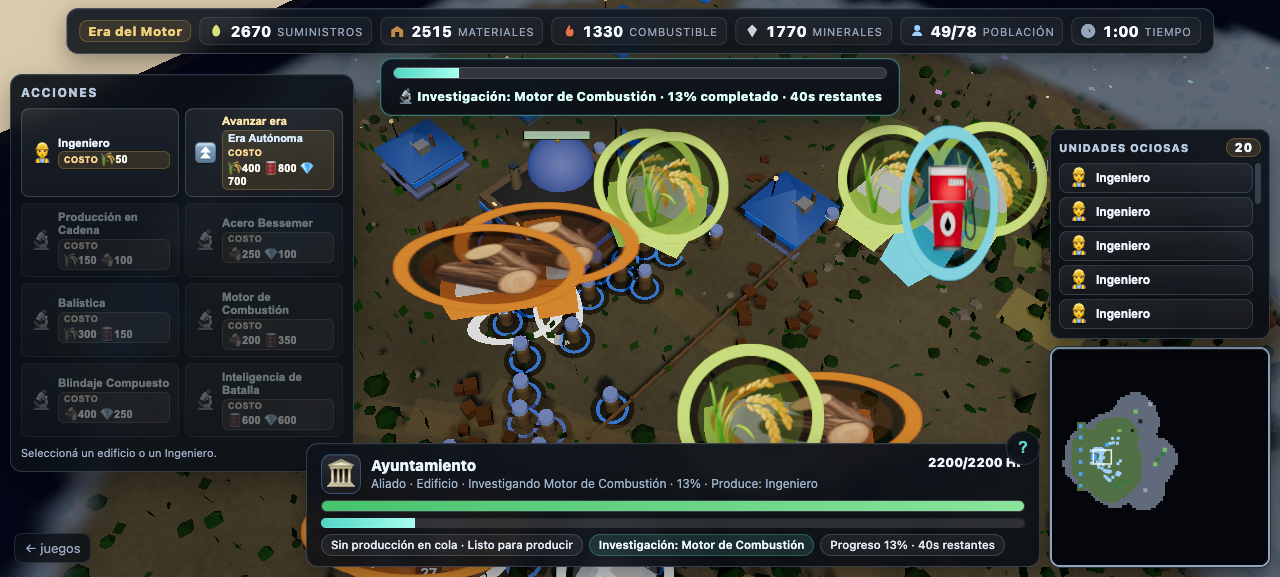 Era del Motor
2670 SUMINISTROS
2515 MATERIALES
1330 COMBUSTIBLE
1770 MINERALES
49/78 POBLACIÓN
1:00 TIEMPO
Investigación: Motor de Combustión · 13% completado · 40s restantes
ACCIONES
Ingeniero
COSTO 50
Avanzar era
Era Autónoma
COSTO
400 800
700
Producción en
Cadena
COSTO
150 100
Acero Bessemer
COSTO
250 100
Balística
COSTO
300 150
Motor de
Combustión
COSTO
200 350
Blindaje Compuesto
COSTO
400 250
Inteligencia de
Batalla
COSTO
600 600
Seleccioná un edificio o un Ingeniero.
UNIDADES OCIOSAS 20
Ingeniero
Ingeniero
Ingeniero
Ingeniero
Ingeniero
Ayuntamiento
2200/2200
?
Aliado · Edificio · Investigando Motor de Combustión · 13% · Produce: Ingeniero
Sin producción en cola · Listo para producir
Investigación: Motor de Combustión
Progreso 13% · 40s restantes
← juegos
27